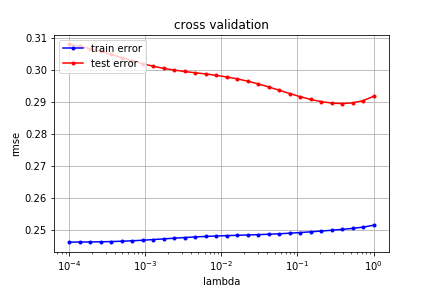 cross validation
train error
test error
rmse
0.31
0.30
0.29
0.28
0.27
0.26
0.25
10⁻⁴ 10⁻³ 10⁻² 10⁻¹ 10⁰
lambda